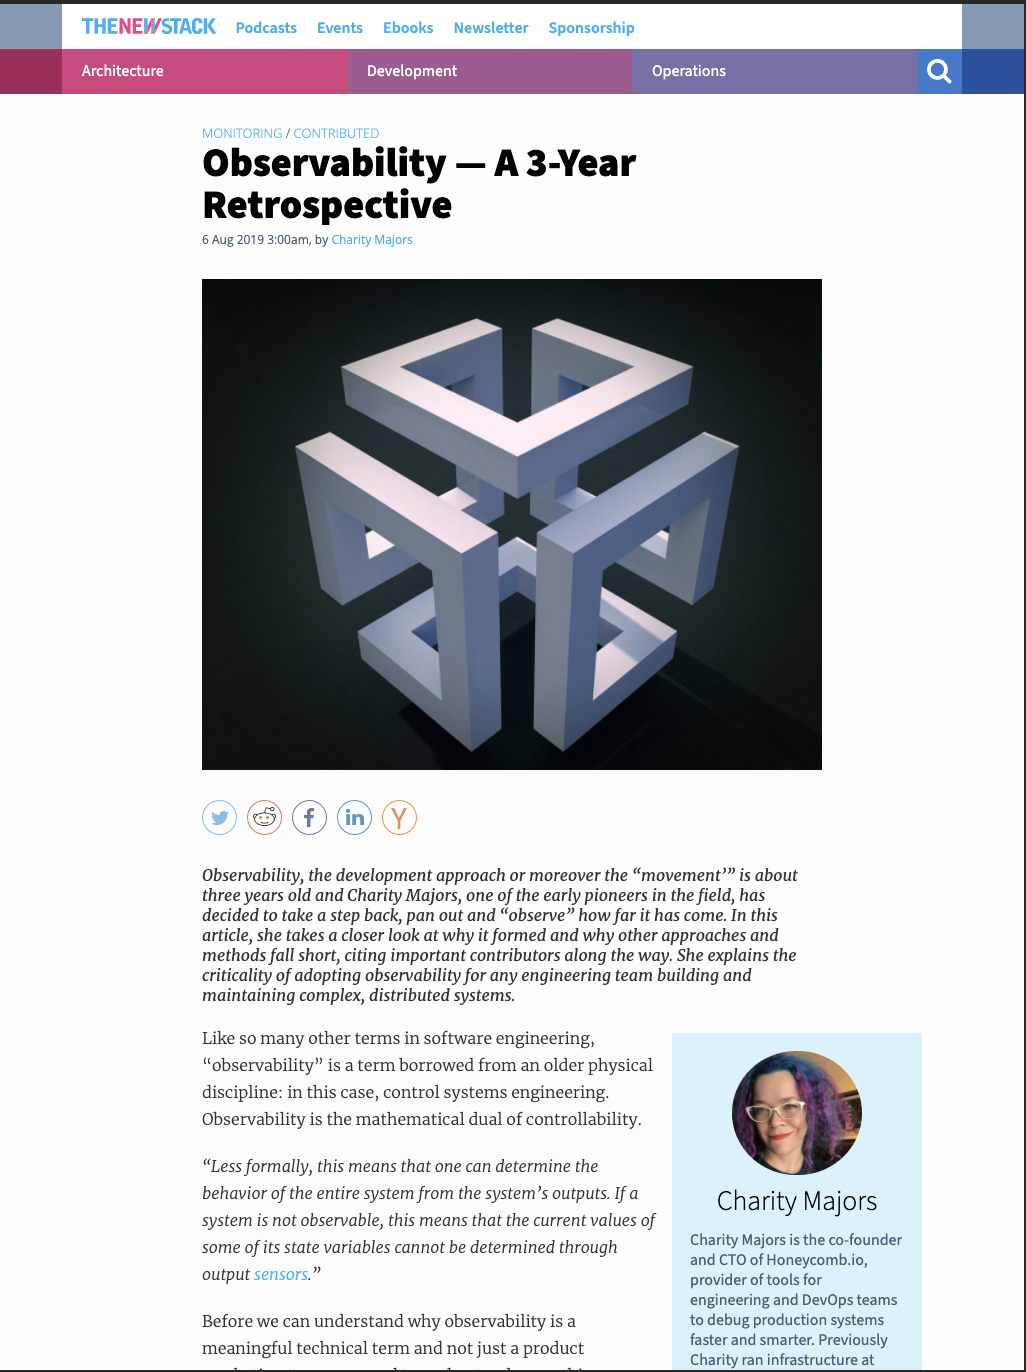 THENEWSTACK Podcasts Events Ebooks Newsletter Sponsorship
Architecture Development Operations
MONITORING / CONTRIBUTED
Observability — A 3-Year
Retrospective
6 Aug 2019 3:00am, by Charity Majors
Observability, the development approach or moreover the “movement’” is about
three years old and Charity Majors, one of the early pioneers in the field, has
decided to take a step back, pan out and “observe” how far it has come. In this
article, she takes a closer look at why it formed and why other approaches and
methods fall short, citing important contributors along the way. She explains the
criticality of adopting observability for any engineering team building and
maintaining complex, distributed systems.
Like so many other terms in software engineering,
“observability” is a term borrowed from an older physical
discipline: in this case, control systems engineering.
Observability is the mathematical dual of controllability.
“Less formally, this means that one can determine the
behavior of the entire system from the system’s outputs. If a
system is not observable, this means that the current values of
some of its state variables cannot be determined through
output sensors.”
Before we can understand why observability is a
meaningful technical term and not just a product
Charity Majors
Charity Majors is the co-founder
and CTO of Honeycomb.io,
provider of tools for
engineering and DevOps teams
to debug production systems
faster and smarter. Previously
Charity ran infrastructure at